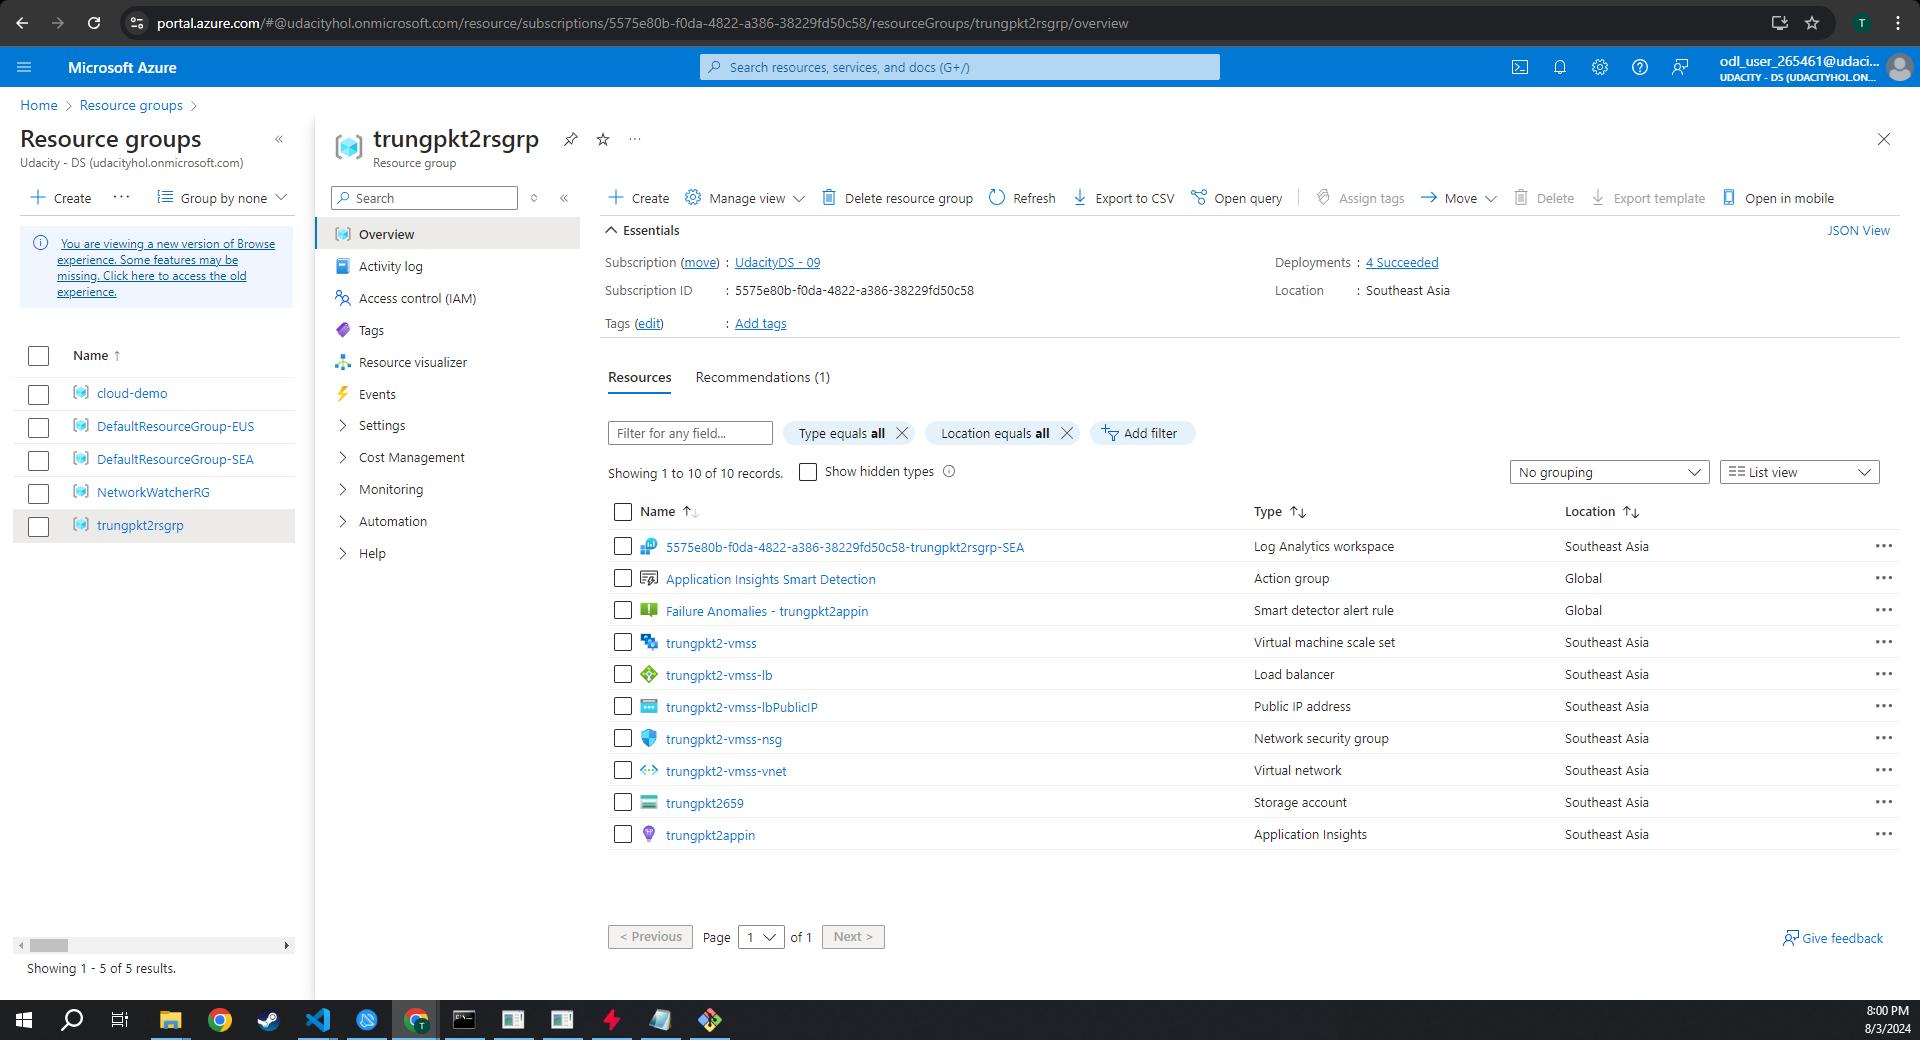 portal.azure.com/#@udacityhol.onmicrosoft.com/resource/subscriptions/5575e80b-f0da-4822-a386-38229fd50c58/resourceGroups/trungpkt2rsgrp/overview
T
Microsoft Azure
Search resources, services, and docs (G+/)
odl_user_265461@udaci...
UDACITY - DS (UDACITYHOL.ON...
Home > Resource groups >
Resource groups
Udacity - DS (udacityhol.onmicrosoft.com)
Create
Group by none
You are viewing a new version of Browse
experience. Some features may be
missing. Click here to access the old
experience.
Name ↑
cloud-demo
DefaultResourceGroup-EUS
DefaultResourceGroup-SEA
NetworkWatcherRG
trungpkt2rsgrp
Showing 1 - 5 of 5 results.
trungpkt2rsgrp
Resource group
Search
Overview
Activity log
Access control (IAM)
Tags
Resource visualizer
Events
Settings
Cost Management
Monitoring
Automation
Help
Create
Manage view
Delete resource group
Refresh
Export to CSV
Open query
Assign tags
Move
Delete
Export template
Open in mobile
Essentials
JSON View
Subscription (move) : UdacityDS - 09
Subscription ID : 5575e80b-f0da-4822-a386-38229fd50c58
Tags (edit) : Add tags
Deployments : 4 Succeeded
Location : Southeast Asia
Resources Recommendations (1)
Filter for any field...
Type equals all
Location equals all
Add filter
Showing 1 to 10 of 10 records.
Show hidden types
No grouping
List view
Name ↑↓ Type ↑↓ Location ↑↓
5575e80b-f0da-4822-a386-38229fd50c58-trungpkt2rsgrp-SEA Log Analytics workspace Southeast Asia
Application Insights Smart Detection Action group Global
Failure Anomalies - trungpkt2appin Smart detector alert rule Global
trungpkt2-vmss Virtual machine scale set Southeast Asia
trungpkt2-vmss-lb Load balancer Southeast Asia
trungpkt2-vmss-lbPublicIP Public IP address Southeast Asia
trungpkt2-vmss-nsg Network security group Southeast Asia
trungpkt2-vmss-vnet Virtual network Southeast Asia
trungpkt2659 Storage account Southeast Asia
trungpkt2appin Application Insights Southeast Asia
< Previous Page 1 of 1 Next >
Give feedback
8:00 PM
8/3/2024